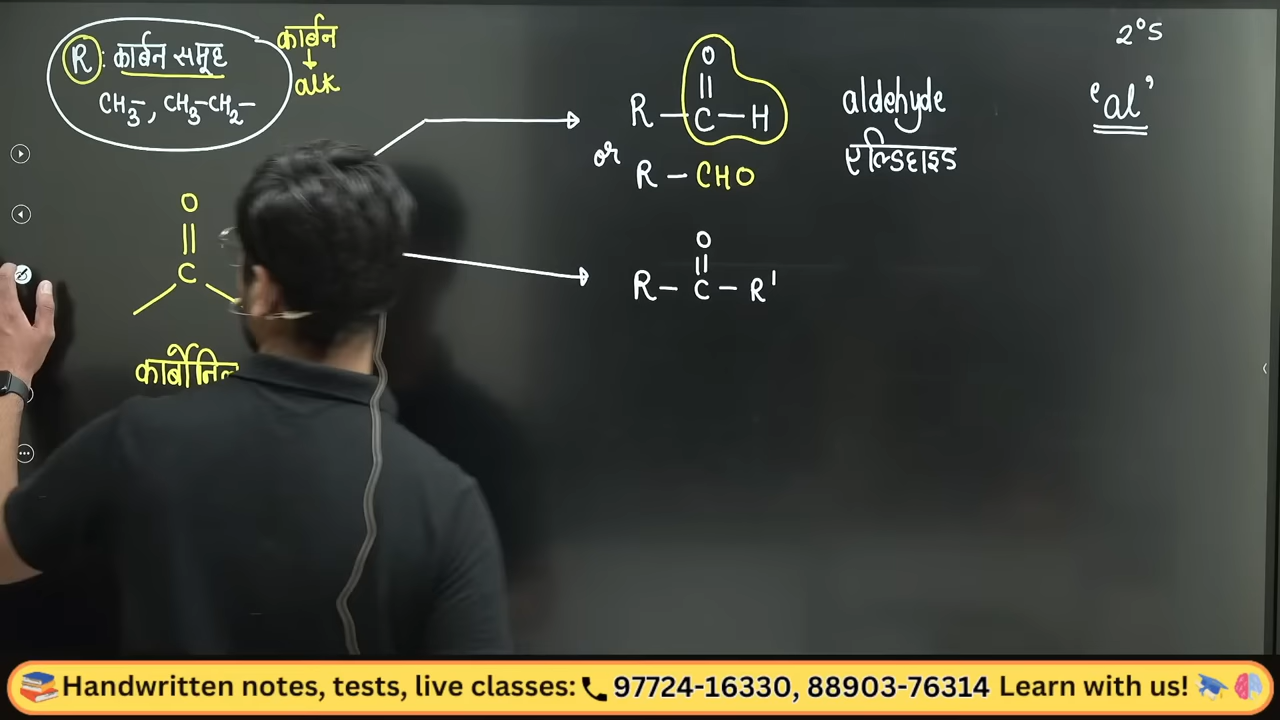 R : कार्बन समूह
CH₃–, CH₃–CH₂–
कार्बन
↓
alk
O
||
C
कार्बोनिल
O
||
R – C – H
or R – CHO
aldehyde
एल्डिहाइड
2°s
'al'
O
||
R – C – R'
Handwritten notes, tests, live classes: 97724-16330, 88903-76314 Learn with us!